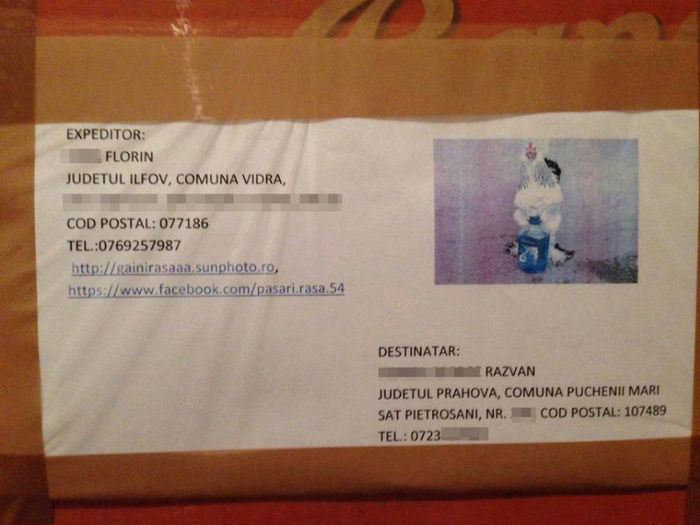 EXPEDITOR:
FLORIN
JUDETUL ILFOV, COMUNA VIDRA,
COD POSTAL: 077186
TEL.:0769257987
http://gainirasaaa.sunphoto.ro,
https://www.facebook.com/pasari.rasa.54
DESTINATAR:
RAZVAN
JUDETUL PRAHOVA, COMUNA PUCHENII MARI
SAT PIETROSANI, NR. COD POSTAL: 107489
TEL.: 0723